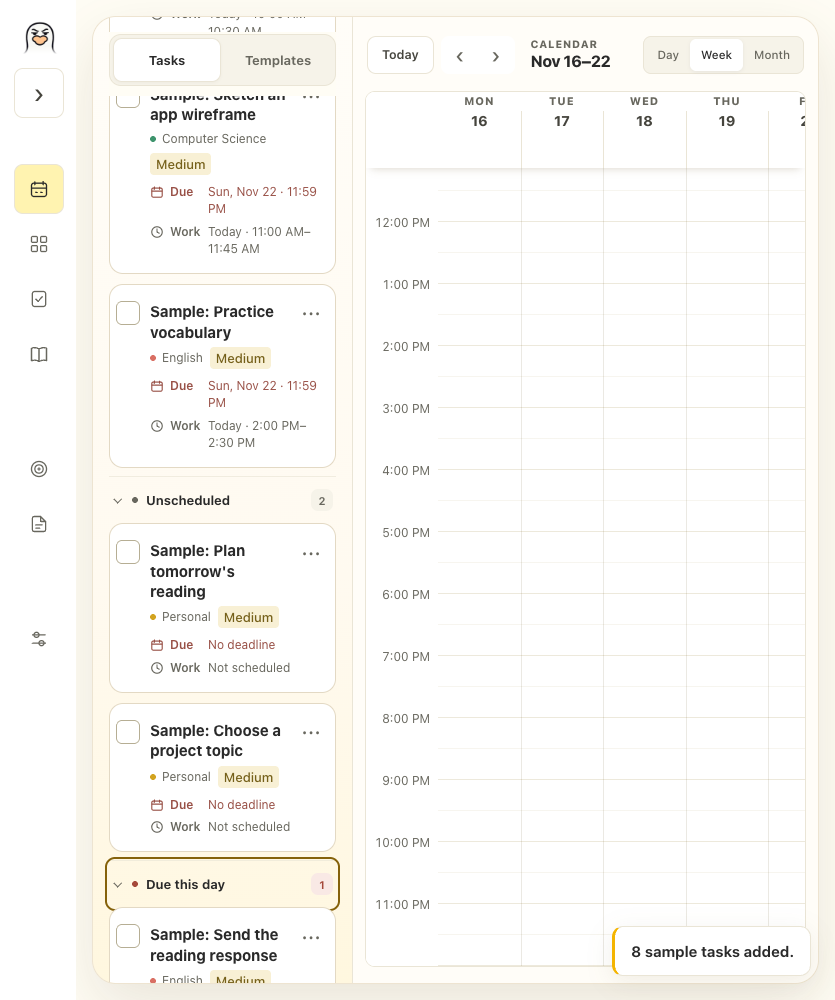 10:30 AM
Tasks
Templates
Sample: Sketch an
app wireframe
Computer Science
Medium
Due
Sun, Nov 22 · 11:59
PM
Work
Today · 11:00 AM–
11:45 AM
Sample: Practice
vocabulary
English
Medium
Due
Sun, Nov 22 · 11:59
PM
Work
Today · 2:00 PM–
2:30 PM
Unscheduled
2
Sample: Plan
tomorrow's
reading
Personal
Medium
Due
No deadline
Work
Not scheduled
Sample: Choose a
project topic
Personal
Medium
Due
No deadline
Work
Not scheduled
Due this day
1
Sample: Send the
reading response
English
Medium
Today
CALENDAR
Nov 16–22
Day
Week
Month
MON
16
TUE
17
WED
18
THU
19
F
2
12:00 PM
1:00 PM
2:00 PM
3:00 PM
4:00 PM
5:00 PM
6:00 PM
7:00 PM
8:00 PM
9:00 PM
10:00 PM
11:00 PM
8 sample tasks added.